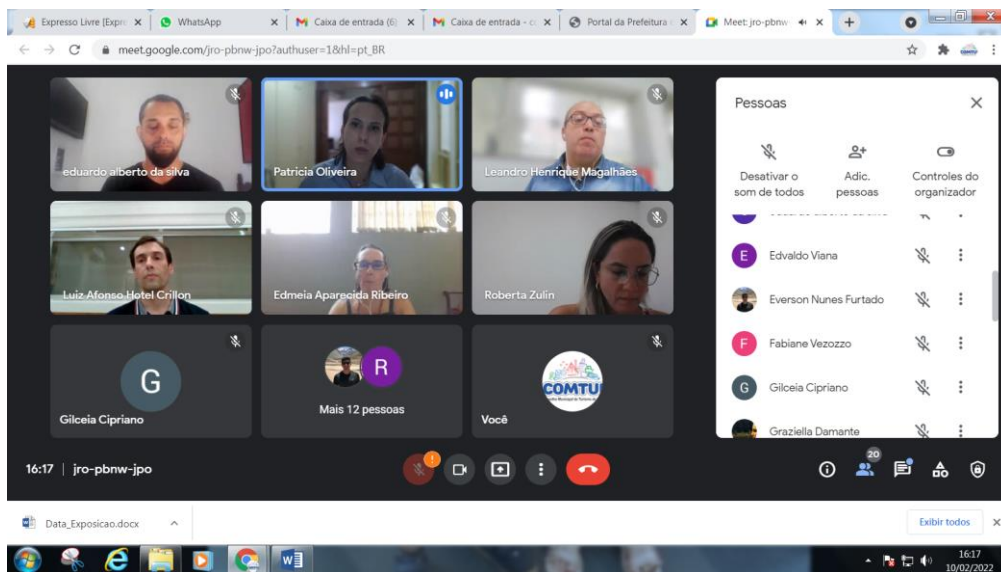 Expresso Livre [Expr
WhatsApp
Caixa de entrada (6)
Caixa de entrada - c
Portal da Prefeitura
Meet: jro-pbnw
meet.google.com/jro-pbnw-jpo?authuser=1&hl=pt_BR
eduardo alberto da silva
Patricia Oliveira
Leandro Henrique Magalhães
Luiz Afonso Hotel Crillon
Edmeia Aparecida Ribeiro
Roberta Zulin
G
Gilceia Cipriano
R
Mais 12 pessoas
COMTU
Você
Pessoas
Desativar o
som de todos
Adic.
pessoas
Controles do
organizador
E
Edvaldo Viana
Everson Nunes Furtado
F
Fabiane Vezozzo
G
Gilceia Cipriano
Graziella Damante
16:17 | jro-pbnw-jpo
20
Data_Exposicao.docx
Exibir todos
16:17
10/02/2022